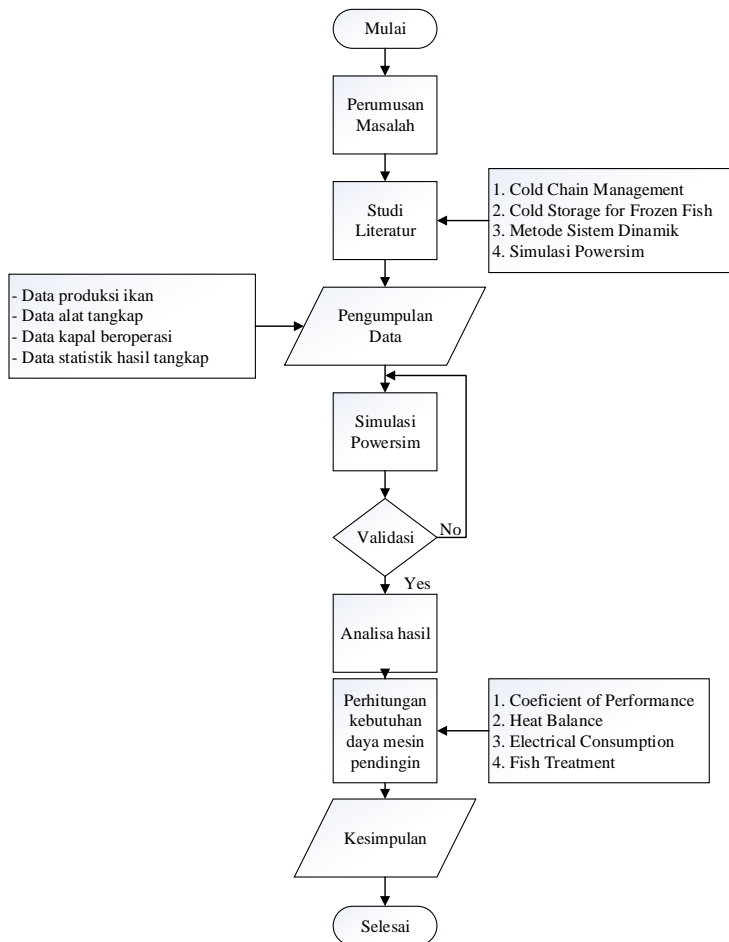 Mulai
Perumusan
Masalah
Studi
Literatur
1. Cold Chain Management
2. Cold Storage for Frozen Fish
3. Metode Sistem Dinamik
4. Simulasi Powersim
- Data produksi ikan
- Data alat tangkap
- Data kapal beroperasi
- Data statistik hasil tangkap
Pengumpulan
Data
Simulasi
Powersim
Validasi
No
Yes
Analisa hasil
Perhitungan
kebutuhan
daya mesin
pendingin
1. Coeficient of Performance
2. Heat Balance
3. Electrical Consumption
4. Fish Treatment
Kesimpulan
Selesai